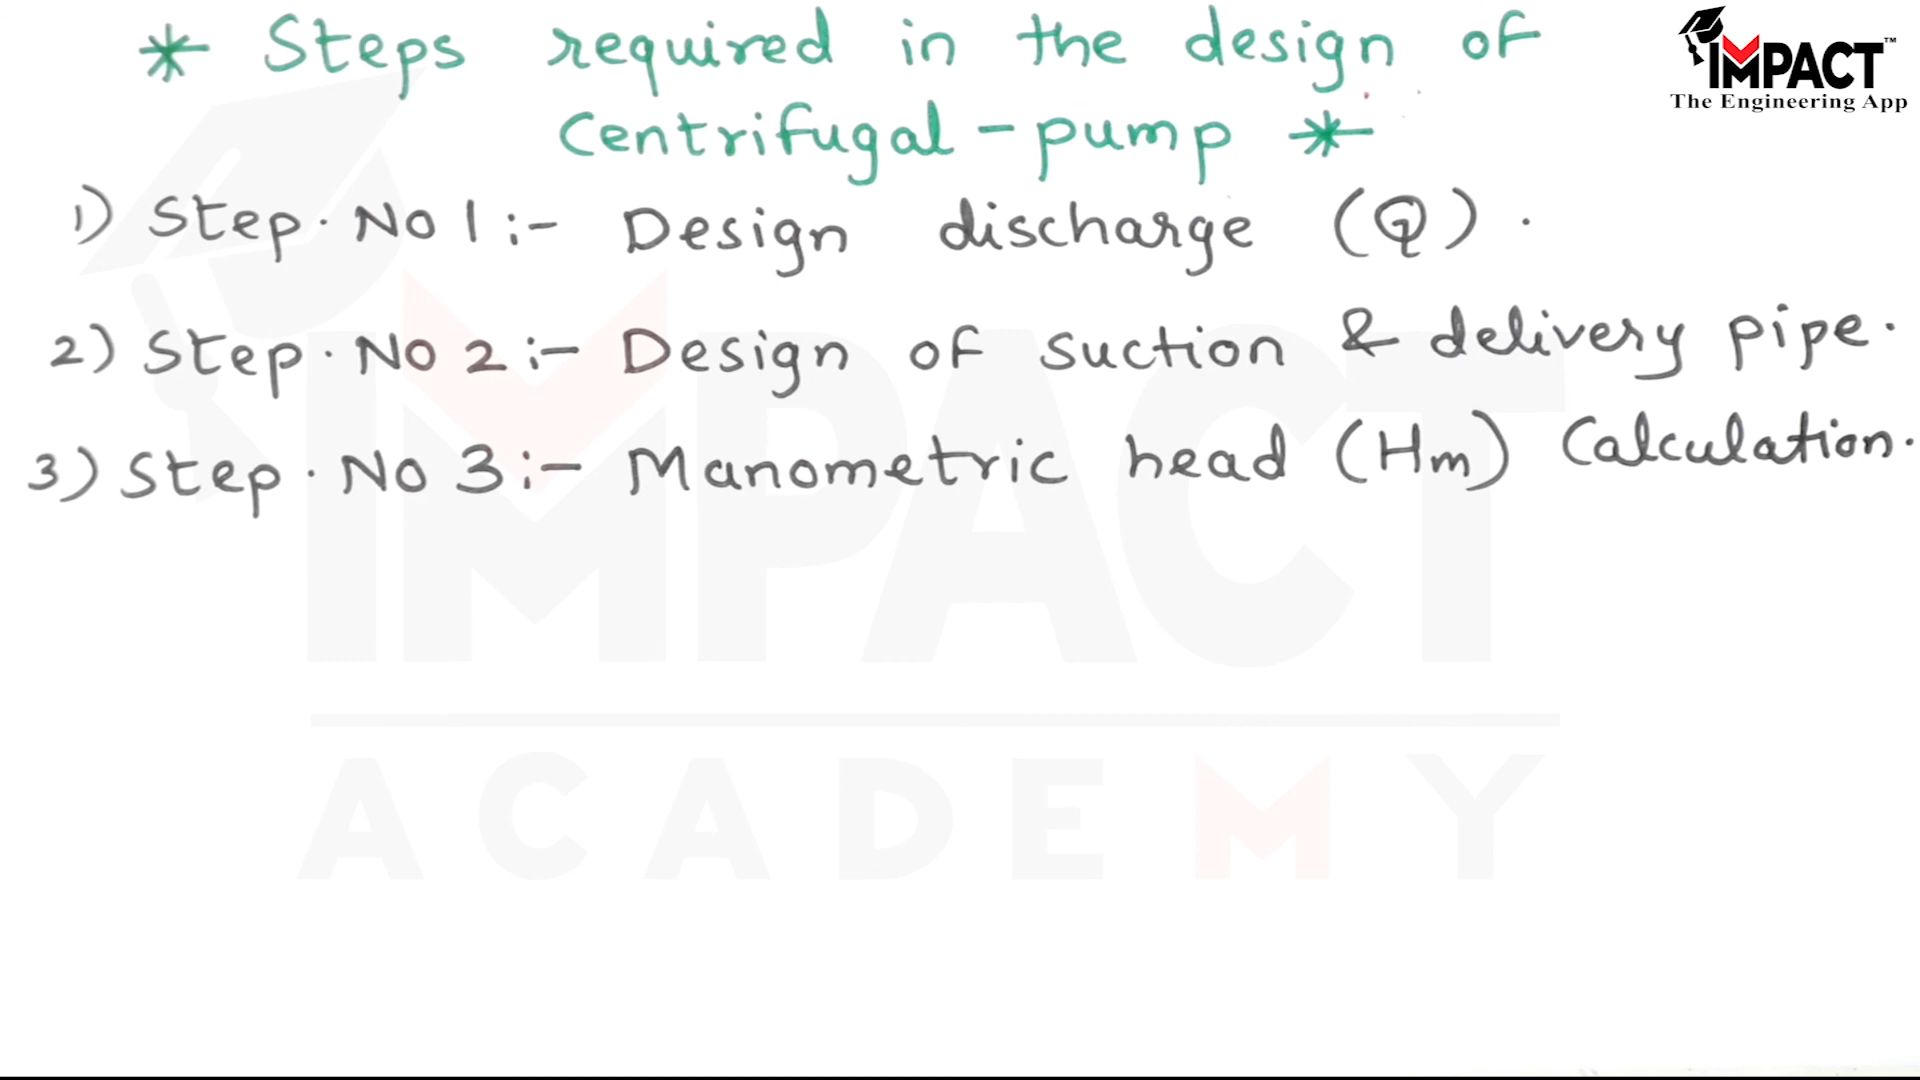 * Steps required in the design of
Centrifugal - pump *
IMPACT™
The Engineering App
1) Step. No 1 :- Design discharge (Q).
2) Step. No 2 :- Design of suction & delivery pipe.
3) Step. No 3 :- Manometric head (Hm) Calculation.
IMPACT
ACADEMY